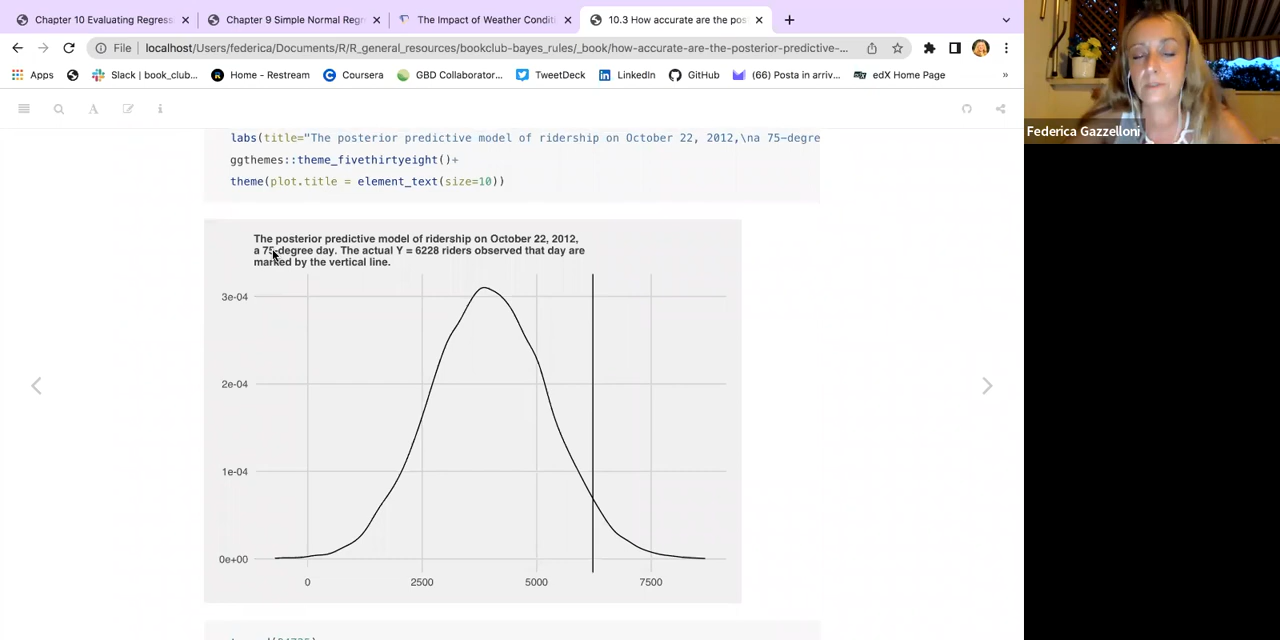 Chapter 10 Evaluating Regress
Chapter 9 Simple Normal Regr
The Impact of Weather Conditi
10.3 How accurate are the pos
File
localhost/Users/federica/Documents/R/R_general_resources/bookclub-bayes_rules/_book/how-accurate-are-the-posterior-predictive-...
Apps
Slack | book_club...
Home - Restream
Coursera
GBD Collaborator...
TweetDeck
LinkedIn
GitHub
(66) Posta in arriv...
edX Home Page
»
Federica Gazzelloni
labs(title="The posterior predictive model of ridership on October 22, 2012,\na 75-degre
ggthemes::theme_fivethirtyeight()+
theme(plot.title = element_text(size=10))
The posterior predictive model of ridership on October 22, 2012,
a 75-degree day. The actual Y = 6228 riders observed that day are
marked by the vertical line.
3e-04
2e-04
1e-04
0e+00
0
2500
5000
7500